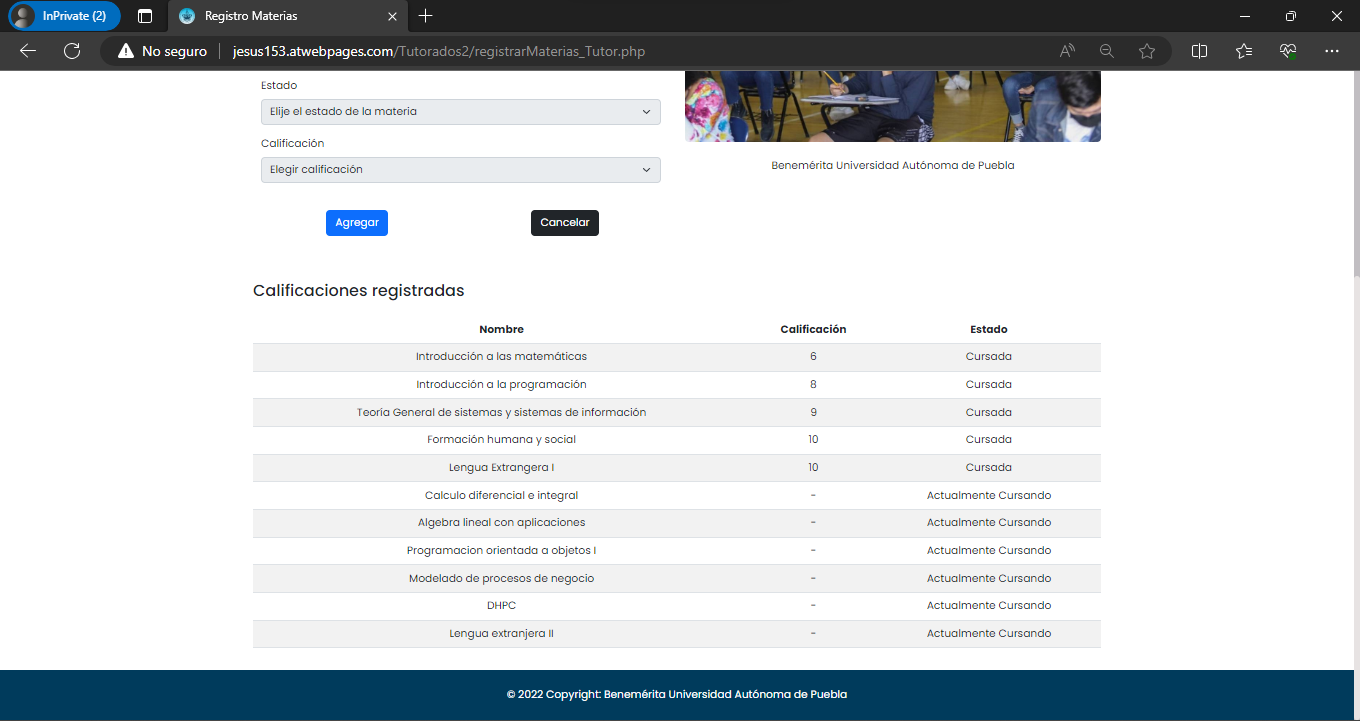 InPrivate (2)
Registro Materias
No seguro
jesus153.atwebpages.com/Tutorados2/registrarMaterias_Tutor.php
Estado
Elije el estado de la materia
Calificación
Elegir calificación
Agregar Cancelar
Benemérita Universidad Autónoma de Puebla
Calificaciones registradas
Nombre Calificación Estado
Introducción a las matemáticas 6 Cursada
Introducción a la programación 8 Cursada
Teoría General de sistemas y sistemas de información 9 Cursada
Formación humana y social 10 Cursada
Lengua Extrangera I 10 Cursada
Calculo diferencial e integral - Actualmente Cursando
Algebra lineal con aplicaciones - Actualmente Cursando
Programacion orientada a objetos I - Actualmente Cursando
Modelado de procesos de negocio - Actualmente Cursando
DHPC - Actualmente Cursando
Lengua extranjera II - Actualmente Cursando
© 2022 Copyright: Benemérita Universidad Autónoma de Puebla